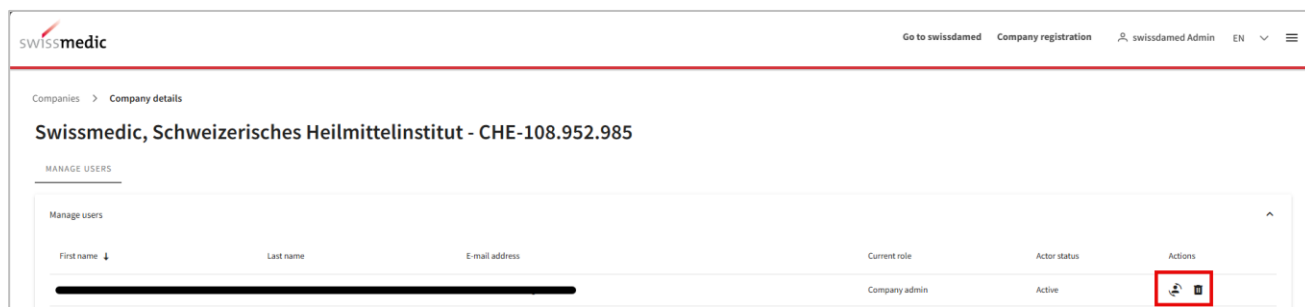 swissmedic
Go to swissdamed Company registration swissdamed Admin EN
Companies > Company details
Swissmedic, Schweizerisches Heilmittelinstitut - CHE-108.952.985
MANAGE USERS
Manage users
First name ↓ Last name E-mail address Current role Actor status Actions
Company admin Active